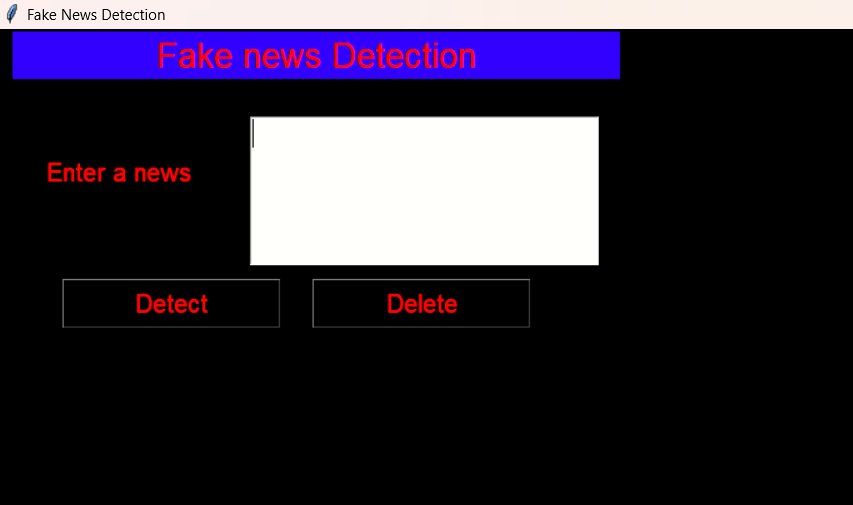 Fake News Detection
Fake news Detection
Enter a news
Detect
Delete